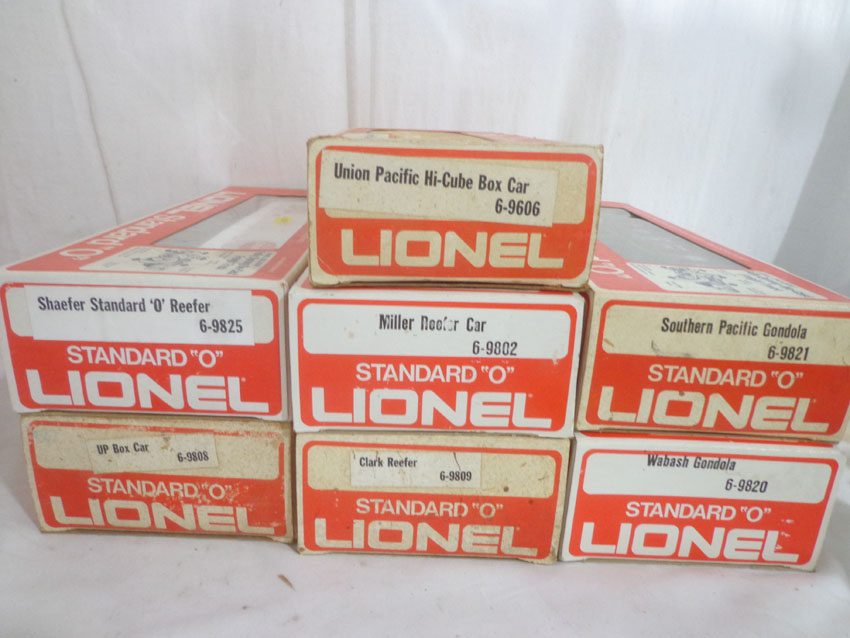 Union Pacific Hi-Cube Box Car
6-9606
LIONEL
Shaefer Standard 'O' Reefer
6-9825
STANDARD "O"
LIONEL
Miller Reefer Car
6-9802
STANDARD "O"
LIONEL
Southern Pacific Gondola
6-9821
STANDARD "O"
LIONEL
UP Box Car
6-9808
STANDARD "O"
LIONEL
Clark Reefer
6-9809
STANDARD "O"
LIONEL
Wabash Gondola
6-9820
STANDARD "O"
LIONEL